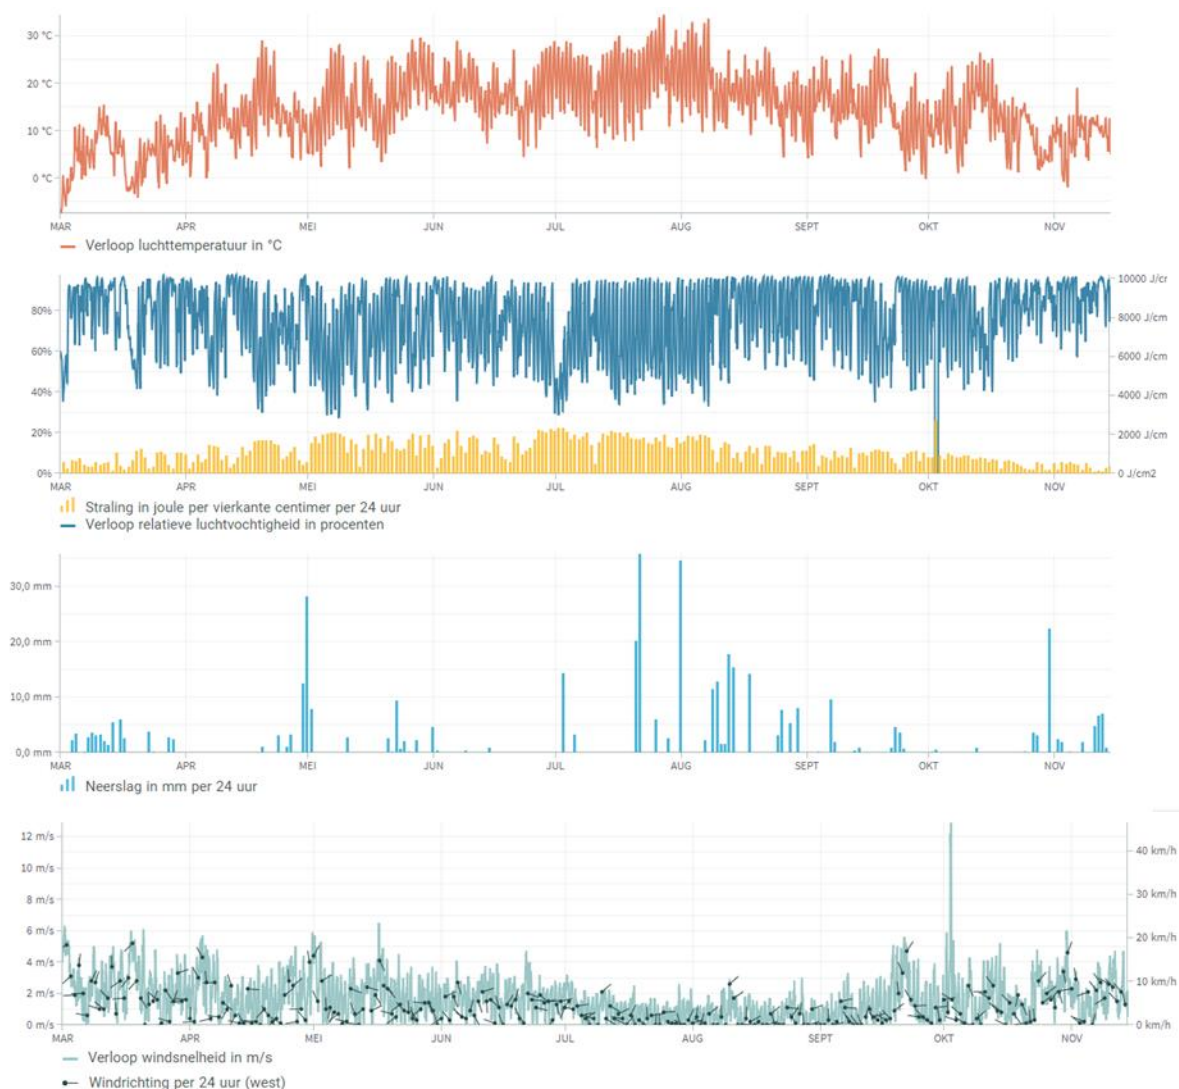 30 °C
20 °C
10 °C
0 °C
MAR APR MEI JUN JUL AUG SEPT OKT NOV
Verloop luchttemperatuur in °C
80%
60%
40%
20%
0%
10000 J/cr
8000 J/cm
6000 J/cm
4000 J/cm
2000 J/cm
0 J/cm2
MAR APR MEI JUN JUL AUG SEPT OKT NOV
Straling in joule per vierkante centimer per 24 uur
Verloop relatieve luchtvochtigheid in procenten
30,0 mm
20,0 mm
10,0 mm
0,0 mm
MAR APR MEI JUN JUL AUG SEPT OKT NOV
Neerslag in mm per 24 uur
12 m/s
10 m/s
8 m/s
6 m/s
4 m/s
2 m/s
0 m/s
40 km/h
30 km/h
20 km/h
10 km/h
0 km/h
MAR APR MEI JUN JUL AUG SEPT OKT NOV
Verloop windsnelheid in m/s
Windrichting per 24 uur (west)